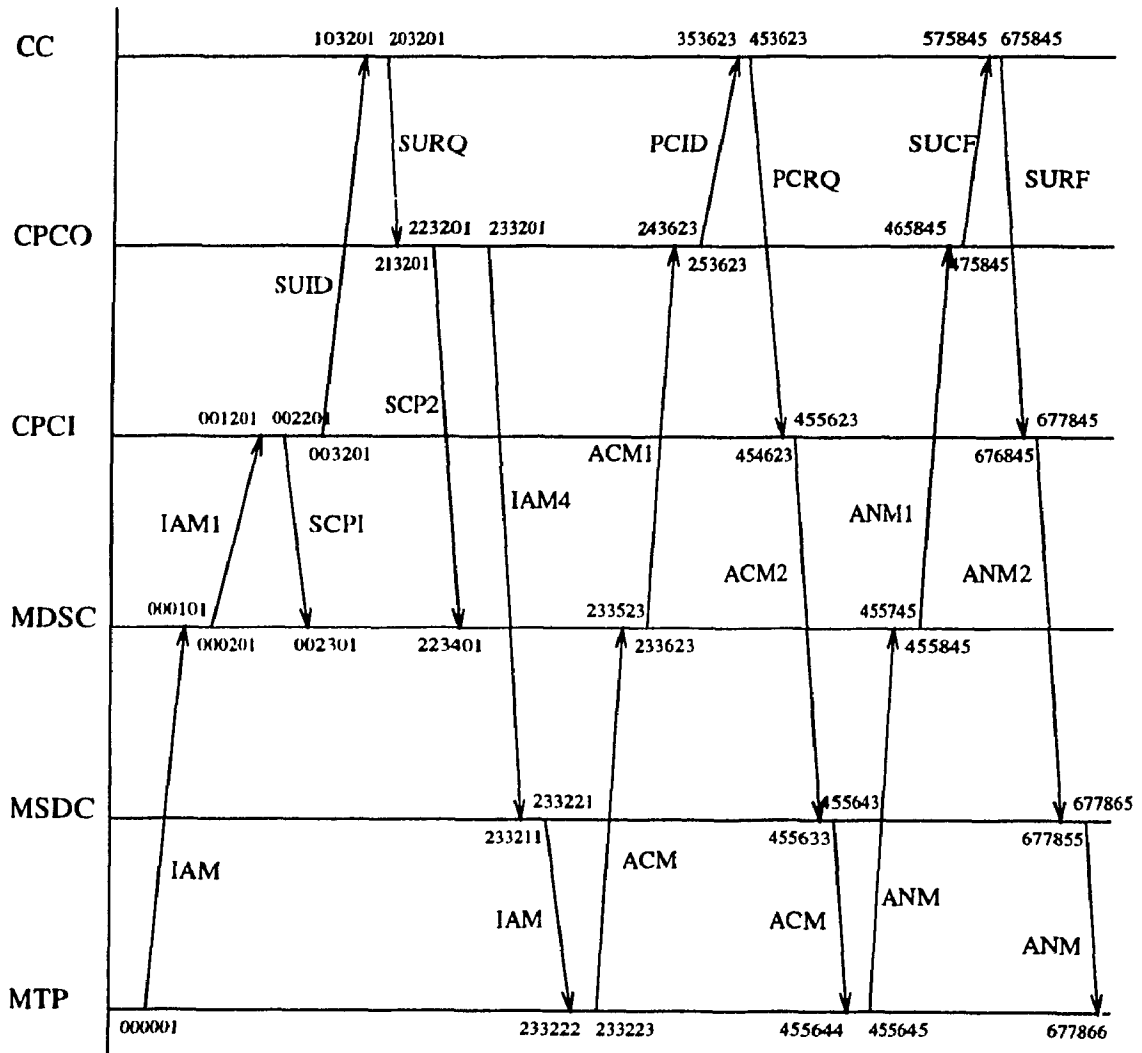 CC 103201 203201 353623 453623 575845 675845
SURQ PCID SUCF
PCRQ SURF
CPCO 223201 233201 243623 465845
213201 253623 475845
SUID
SCP2
CPCI 001201 002201 455623 677845
003201 ACM1 454623 676845
IAM1 SCPI IAM4 ANM1
ACM2 ANM2
MDSC 000101 233523 455745
000201 002301 223401 233623 455845
MSDC 233221 455643 677865
233211 455633 677855
IAM ACM
IAM ACM ANM ANM
MTP
000001 233222 233223 455644 455645 677866